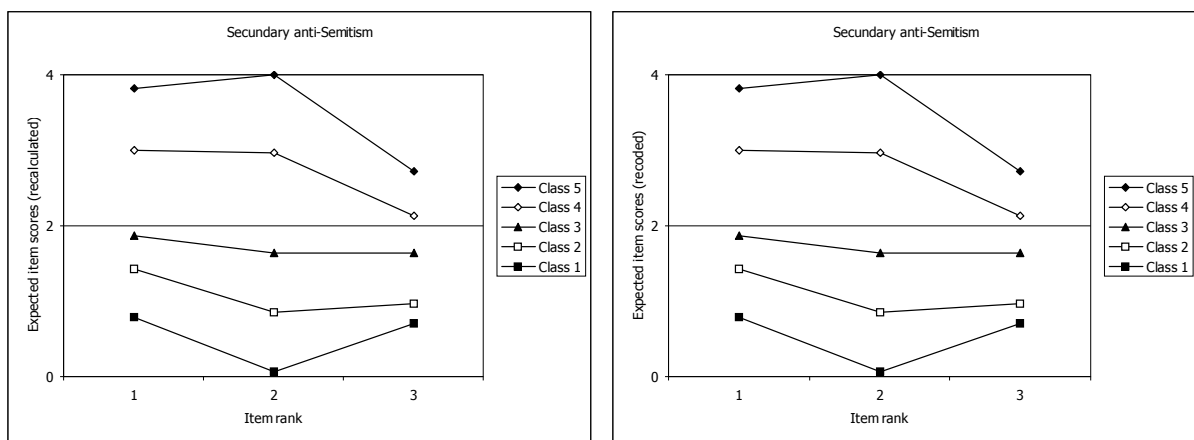 Secundary anti-Semitism
4
2
0
Expected item scores (recalculated)
1 2 3
Item rank
Class 5
Class 4
Class 3
Class 2
Class 1
Secundary anti-Semitism
4
2
0
Expected item scores (recoded)
1 2 3
Item rank
Class 5
Class 4
Class 3
Class 2
Class 1